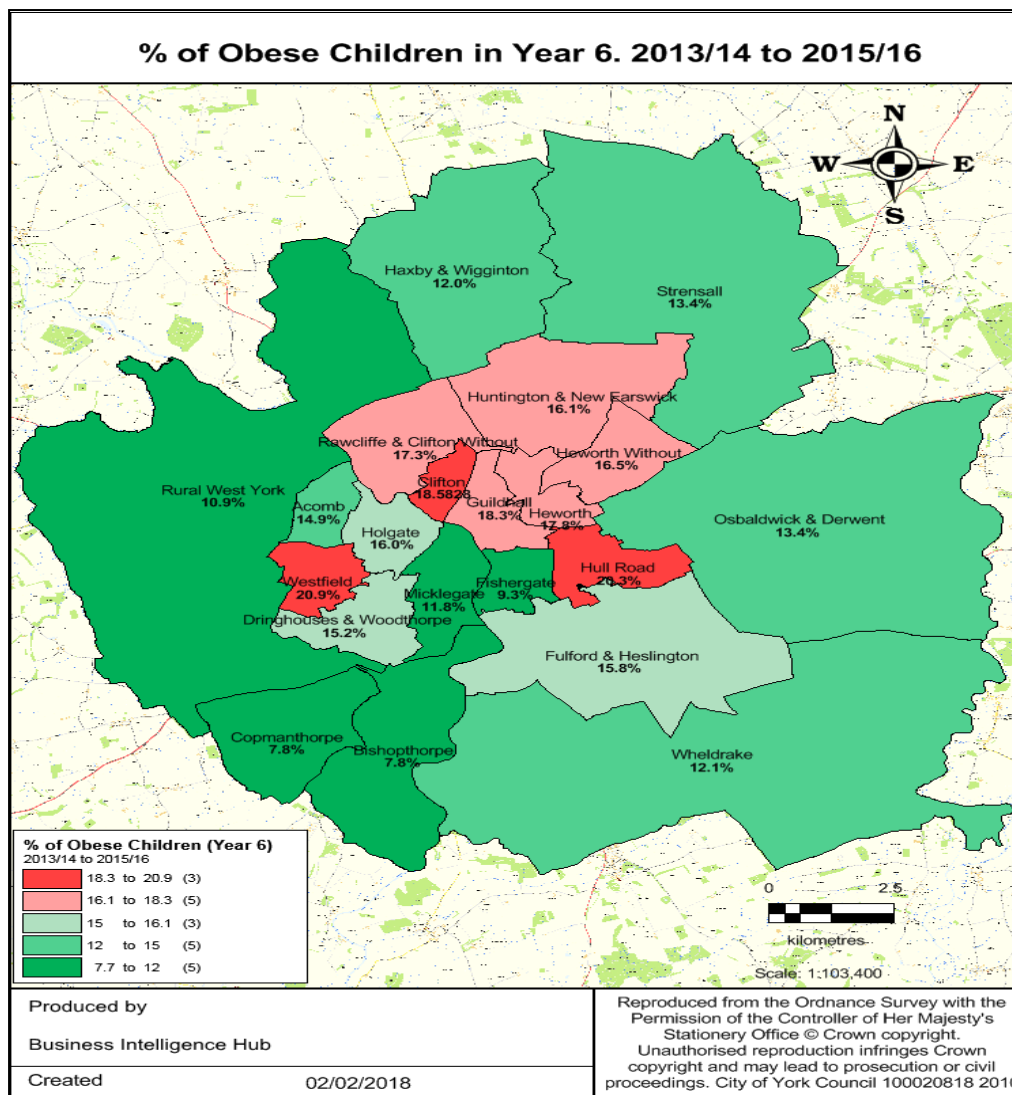 % of Obese Children in Year 6. 2013/14 to 2015/16
N
W E
S
Haxby & Wigginton
12.0%
Strensall
13.4%
Huntington & New Earswick
16.1%
Rawcliffe & Clifton Without
17.3%
Heworth Without
16.5%
Clifton
18.5828
Guildhall
18.3%
Heworth
17.8%
Rural West York
10.9%
Acomb
14.9%
Holgate
16.0%
Osbaldwick & Derwent
13.4%
Westfield
20.9%
Micklegate
11.8%
Fishergate
9.3%
Hull Road
20.3%
Dringhouses & Woodthorpe
15.2%
Fulford & Heslington
15.8%
Copmanthorpe
7.8%
Bishopthorpe
7.8%
Wheldrake
12.1%
% of Obese Children (Year 6)
2013/14 to 2015/16
18.3 to 20.9 (3)
16.1 to 18.3 (5)
15 to 16.1 (3)
12 to 15 (5)
7.7 to 12 (5)
0 2.5
kilometres
Scale: 1:103,400
Produced by
Business Intelligence Hub
Created 02/02/2018
Reproduced from the Ordnance Survey with the
Permission of the Controller of Her Majesty's
Stationery Office © Crown copyright.
Unauthorised reproduction infringes Crown
copyright and may lead to prosecution or civil
proceedings. City of York Council 100020818 2016